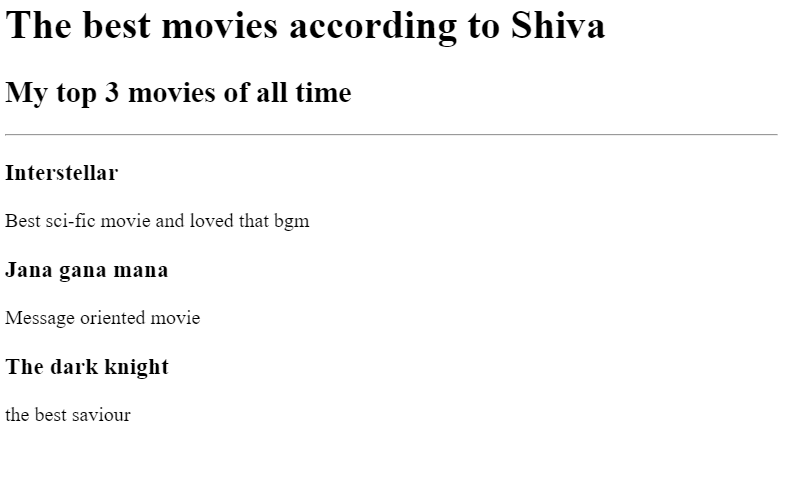 The best movies according to Shiva
My top 3 movies of all time
Interstellar
Best sci-fic movie and loved that bgm
Jana gana mana
Message oriented movie
The dark knight
the best saviour